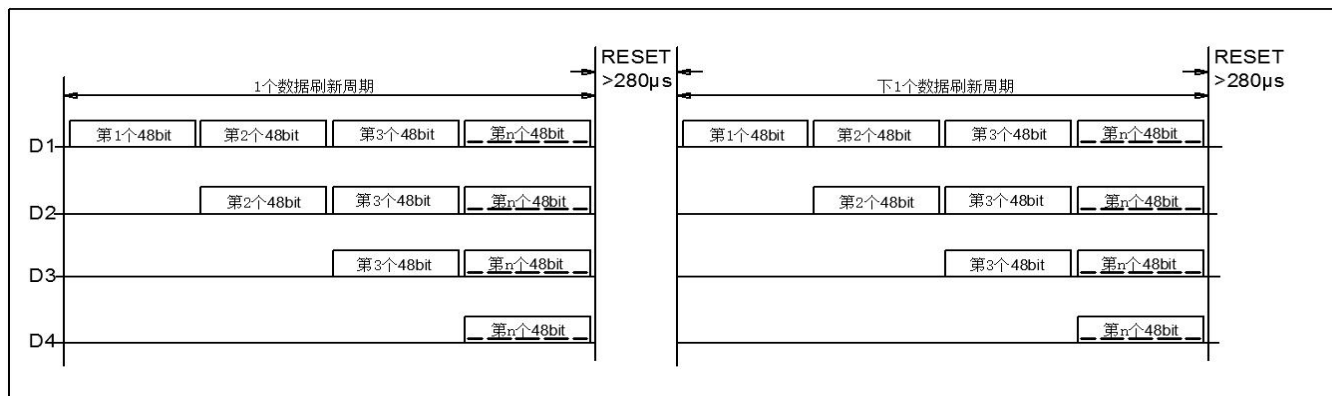 RESET
>280μs
RESET
>280μs
1个数据刷新周期
下1个数据刷新周期
D1 第1个48bit 第2个48bit 第3个48bit 第n个48bit 第1个48bit 第2个48bit 第3个48bit 第n个48bit
D2 第2个48bit 第3个48bit 第n个48bit 第2个48bit 第3个48bit 第n个48bit
D3 第3个48bit 第n个48bit 第3个48bit 第n个48bit
D4 第n个48bit 第n个48bit